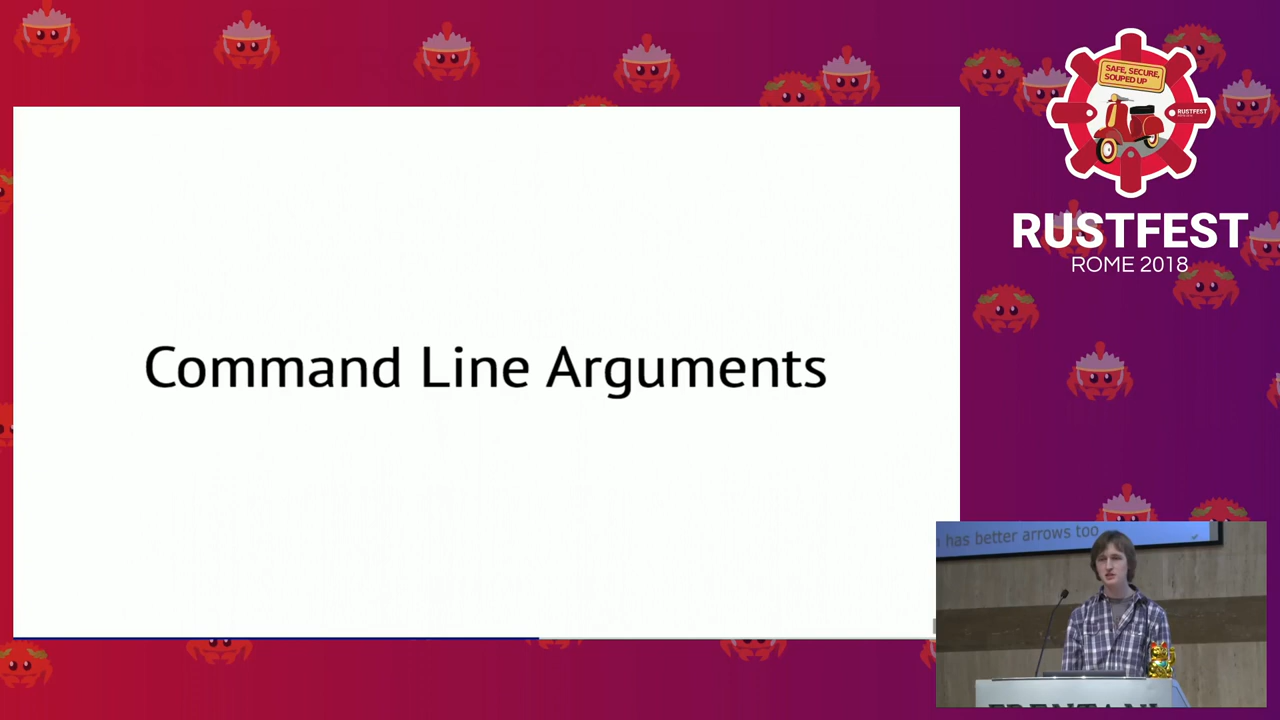 SAFE, SECURE,
SOUPED UP
RUSTFEST
RUSTFEST
ROME 2018
Command Line Arguments
has better arrows too